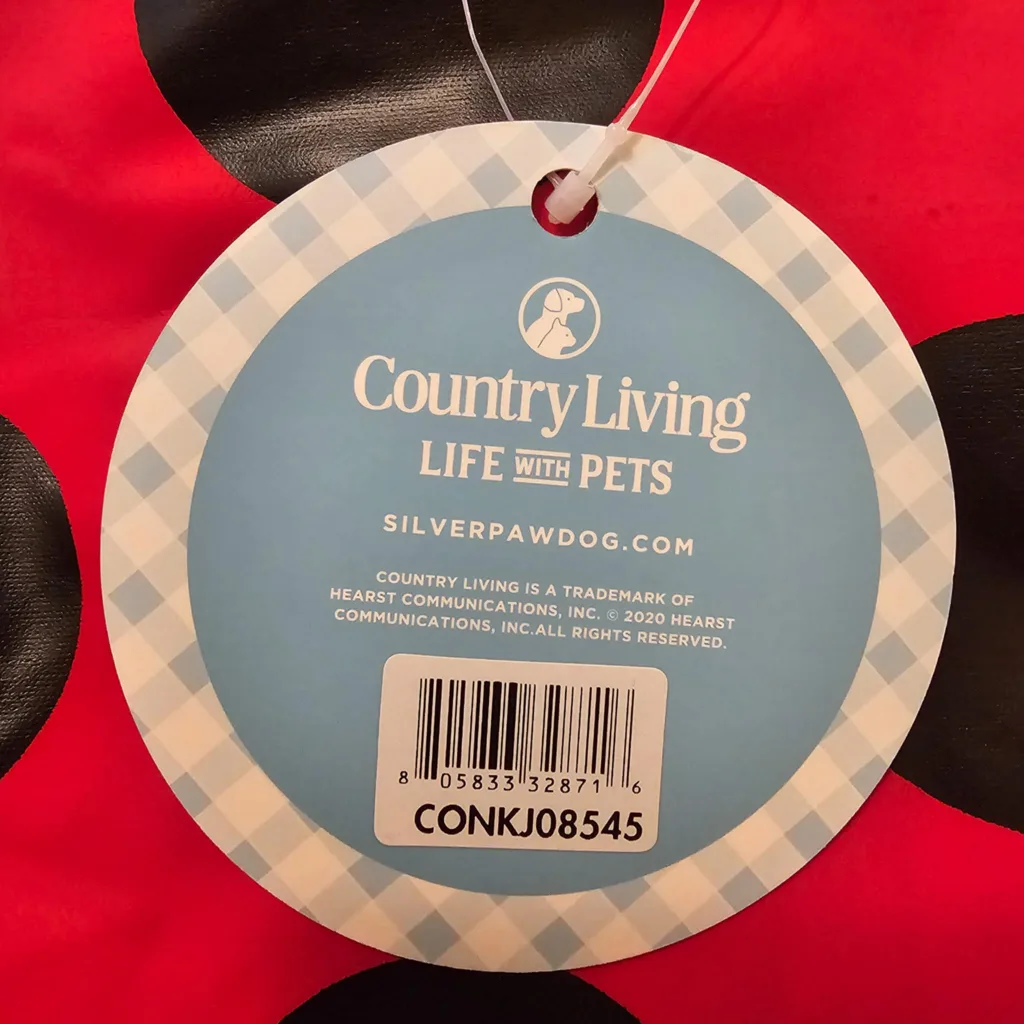 Country Living
LIFE WITH PETS
SILVERPAWDOG.COM
COUNTRY LIVING IS A TRADEMARK OF
HEARST COMMUNICATIONS, INC. © 2020 HEARST
COMMUNICATIONS, INC.ALL RIGHTS RESERVED.
8 05833 32871 6
CONKJ08545